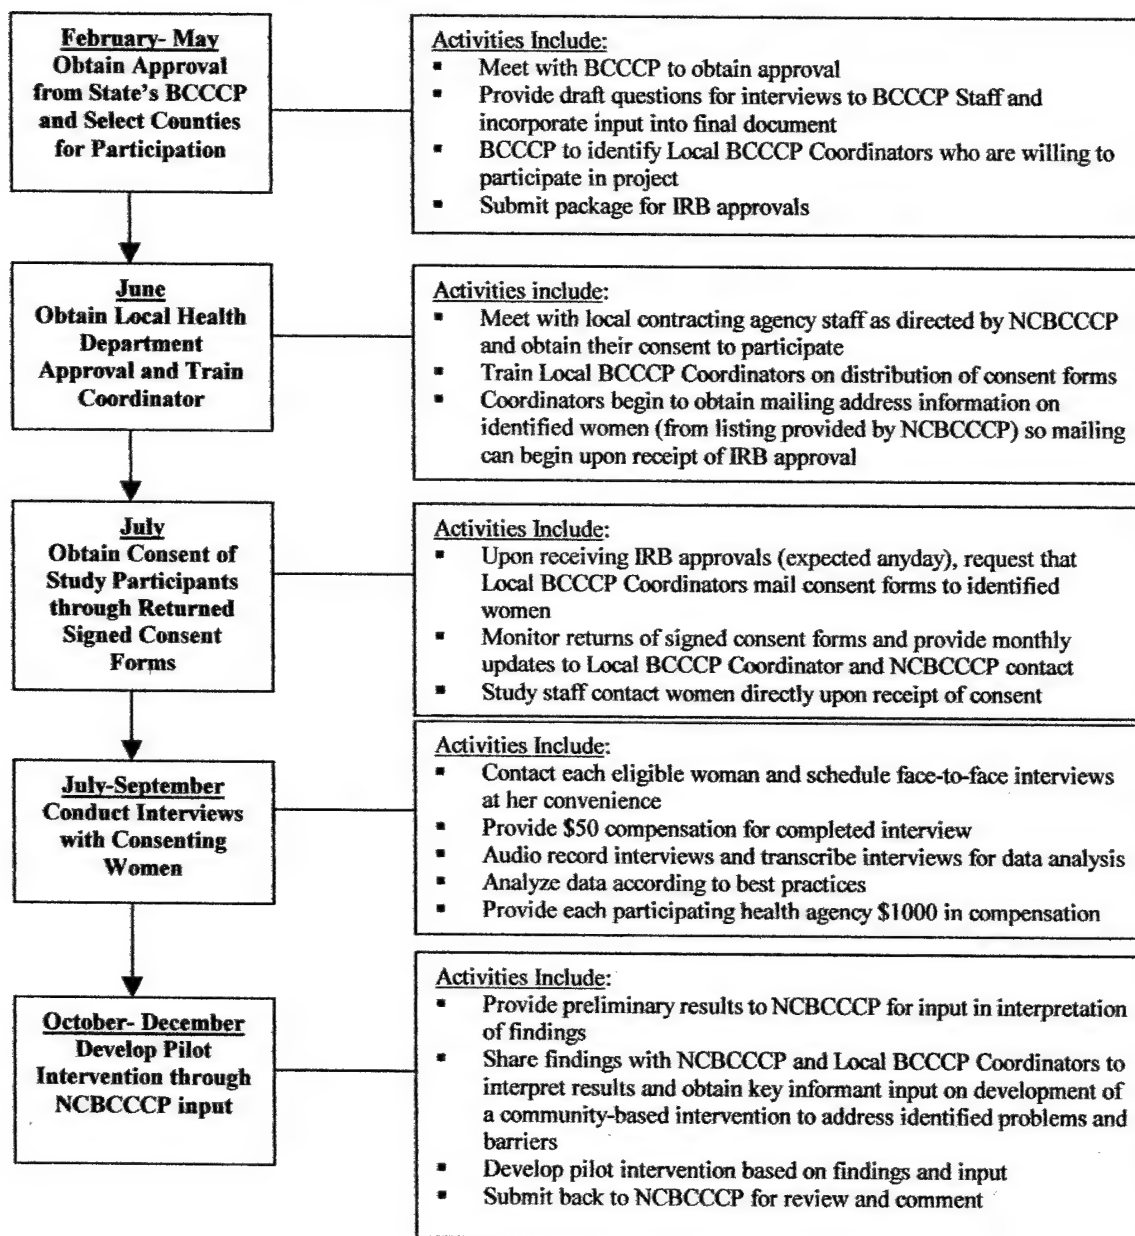 February- May
Obtain Approval
from State's BCCCP
and Select Counties
for Participation
Activities Include:
▪ Meet with BCCCP to obtain approval
▪ Provide draft questions for interviews to BCCCP Staff and
incorporate input into final document
▪ BCCCP to identify Local BCCCP Coordinators who are willing to
participate in project
▪ Submit package for IRB approvals
June
Obtain Local Health
Department
Approval and Train
Coordinator
Activities include:
▪ Meet with local contracting agency staff as directed by NCBCCCP
and obtain their consent to participate
▪ Train Local BCCCP Coordinators on distribution of consent forms
▪ Coordinators begin to obtain mailing address information on
identified women (from listing provided by NCBCCCP) so mailing
can begin upon receipt of IRB approval
July
Obtain Consent of
Study Participants
through Returned
Signed Consent
Forms
Activities Include:
▪ Upon receiving IRB approvals (expected anyday), request that
Local BCCCP Coordinators mail consent forms to identified
women
▪ Monitor returns of signed consent forms and provide monthly
updates to Local BCCCP Coordinator and NCBCCCP contact
▪ Study staff contact women directly upon receipt of consent
July-September
Conduct Interviews
with Consenting
Women
Activities Include:
▪ Contact each eligible woman and schedule face-to-face interviews
at her convenience
▪ Provide $50 compensation for completed interview
▪ Audio record interviews and transcribe interviews for data analysis
▪ Analyze data according to best practices
▪ Provide each participating health agency $1000 in compensation
October- December
Develop Pilot
Intervention through
NCBCCCP input
Activities Include:
▪ Provide preliminary results to NCBCCCP for input in interpretation
of findings
▪ Share findings with NCBCCCP and Local BCCCP Coordinators to
interpret results and obtain key informant input on development of
a community-based intervention to address identified problems and
barriers
▪ Develop pilot intervention based on findings and input
▪ Submit back to NCBCCCP for review and comment